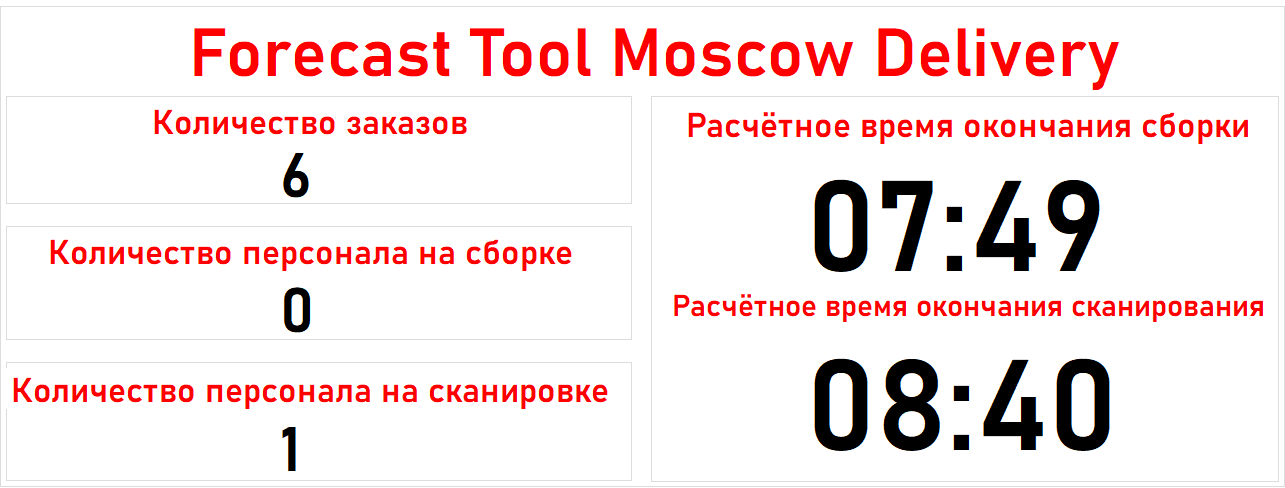 Forecast Tool Moscow Delivery
Количество заказов
6
Количество персонала на сборке
0
Количество персонала на сканировке
1
Расчётное время окончания сборки
07:49
Расчётное время окончания сканирования
08:40